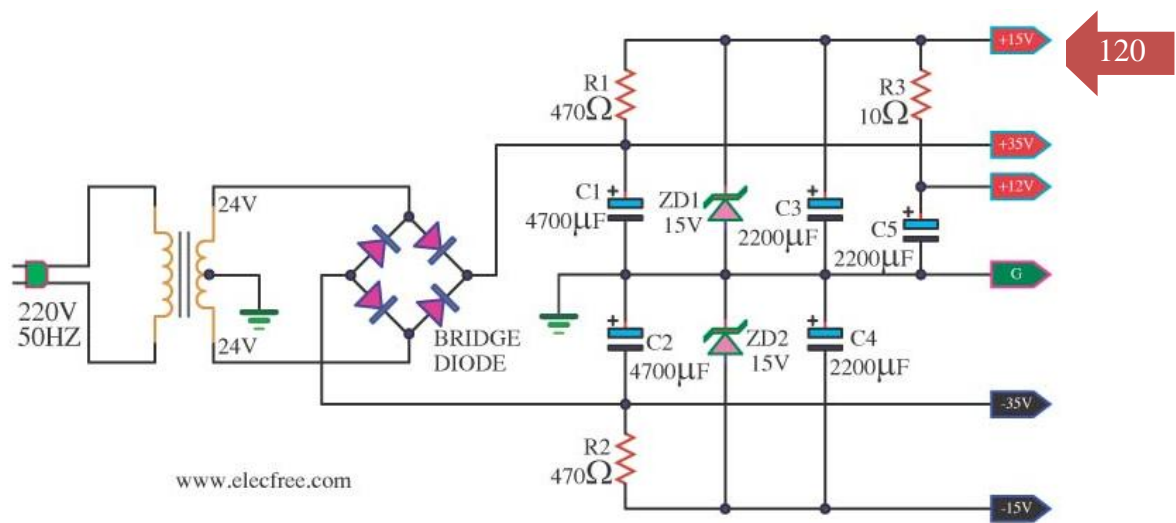 +15V
120
R1
470Ω
R3
10Ω
+35V
24V
C1
4700µF
ZD1
15V
C3
2200µF
+12V
C5
2200µF
220V
50HZ
G
24V
BRIDGE
DIODE
C2
4700µF
ZD2
15V
C4
2200µF
-35V
R2
470Ω
www.elecfree.com
-15V